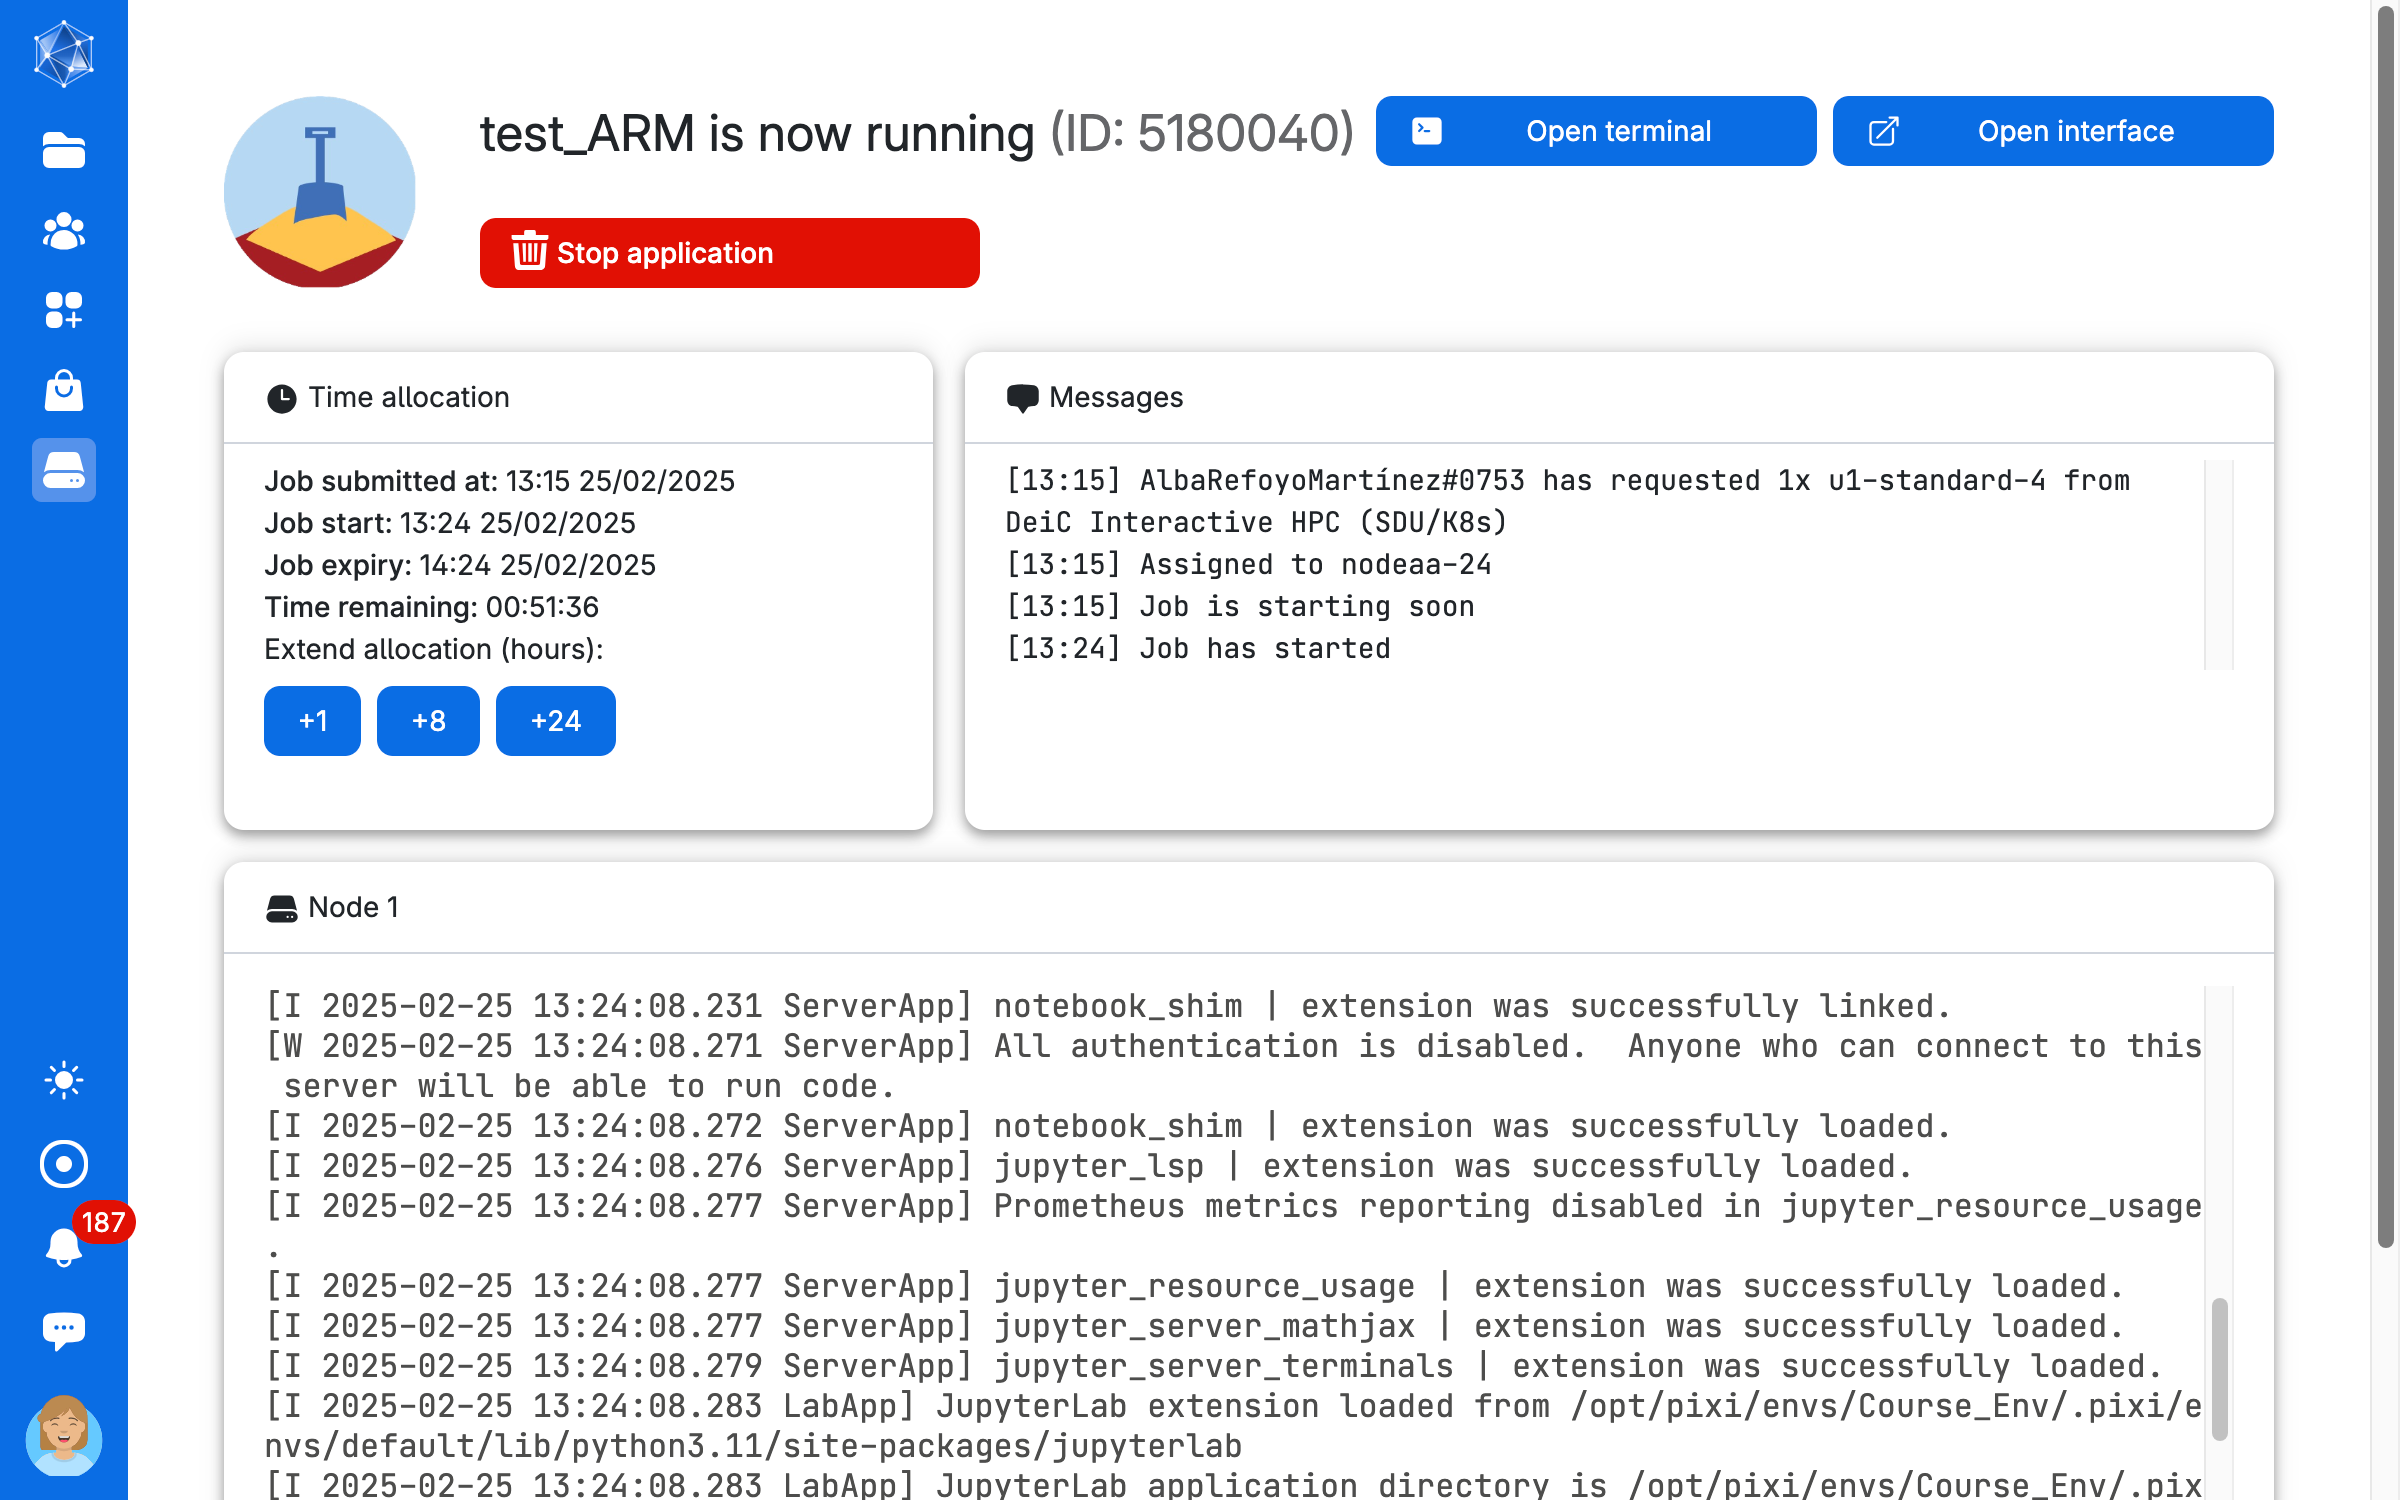 test_ARM is now running (ID: 5180040)
Open terminal
Open interface
Stop application
Time allocation
Job submitted at: 13:15 25/02/2025
Job start: 13:24 25/02/2025
Job expiry: 14:24 25/02/2025
Time remaining: 00:51:36
Extend allocation (hours):
+1
+8
+24
Messages
[13:15] AlbaRefoyoMartínez#0753 has requested 1x u1-standard-4 from
DeiC Interactive HPC (SDU/K8s)
[13:15] Assigned to nodeaa-24
[13:15] Job is starting soon
[13:24] Job has started
Node 1
[I 2025-02-25 13:24:08.231 ServerApp] notebook_shim | extension was successfully linked.
[W 2025-02-25 13:24:08.271 ServerApp] All authentication is disabled.  Anyone who can connect to this
server will be able to run code.
[I 2025-02-25 13:24:08.272 ServerApp] notebook_shim | extension was successfully loaded.
[I 2025-02-25 13:24:08.276 ServerApp] jupyter_lsp | extension was successfully loaded.
[I 2025-02-25 13:24:08.277 ServerApp] Prometheus metrics reporting disabled in jupyter_resource_usage
.
[I 2025-02-25 13:24:08.277 ServerApp] jupyter_resource_usage | extension was successfully loaded.
[I 2025-02-25 13:24:08.277 ServerApp] jupyter_server_mathjax | extension was successfully loaded.
[I 2025-02-25 13:24:08.279 ServerApp] jupyter_server_terminals | extension was successfully loaded.
[I 2025-02-25 13:24:08.283 LabApp] JupyterLab extension loaded from /opt/pixi/envs/Course_Env/.pixi/e
nvs/default/lib/python3.11/site-packages/jupyterlab
[I 2025-02-25 13:24:08.283 LabApp] JupyterLab application directory is /opt/pixi/envs/Course_Env/.pix
187